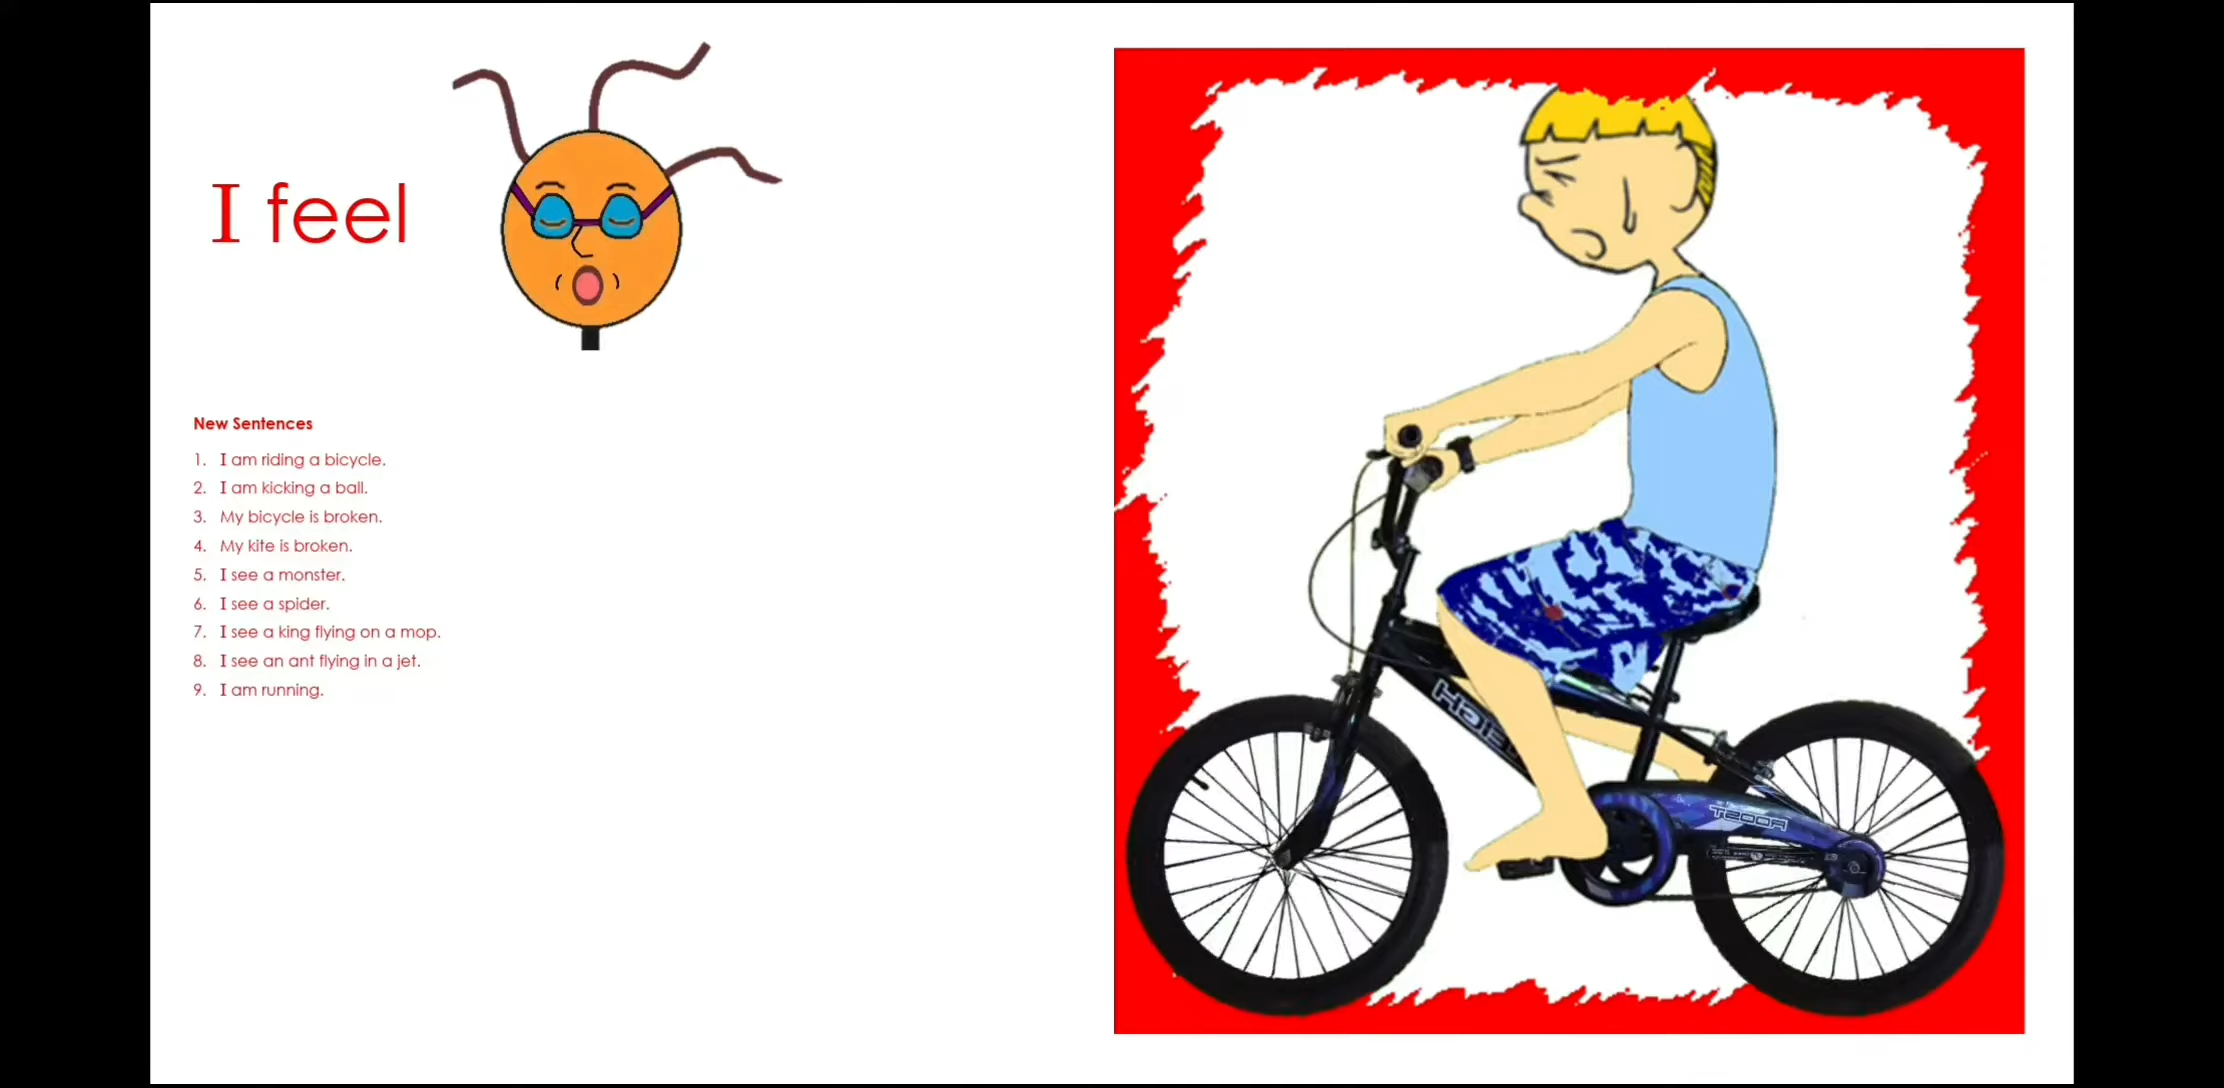 I feel
New Sentences
1. I am riding a bicycle.
2. I am kicking a ball.
3. My bicycle is broken.
4. My kite is broken.
5. I see a monster.
6. I see a spider.
7. I see a king flying on a mop.
8. I see an ant flying in a jet.
9. I am running.